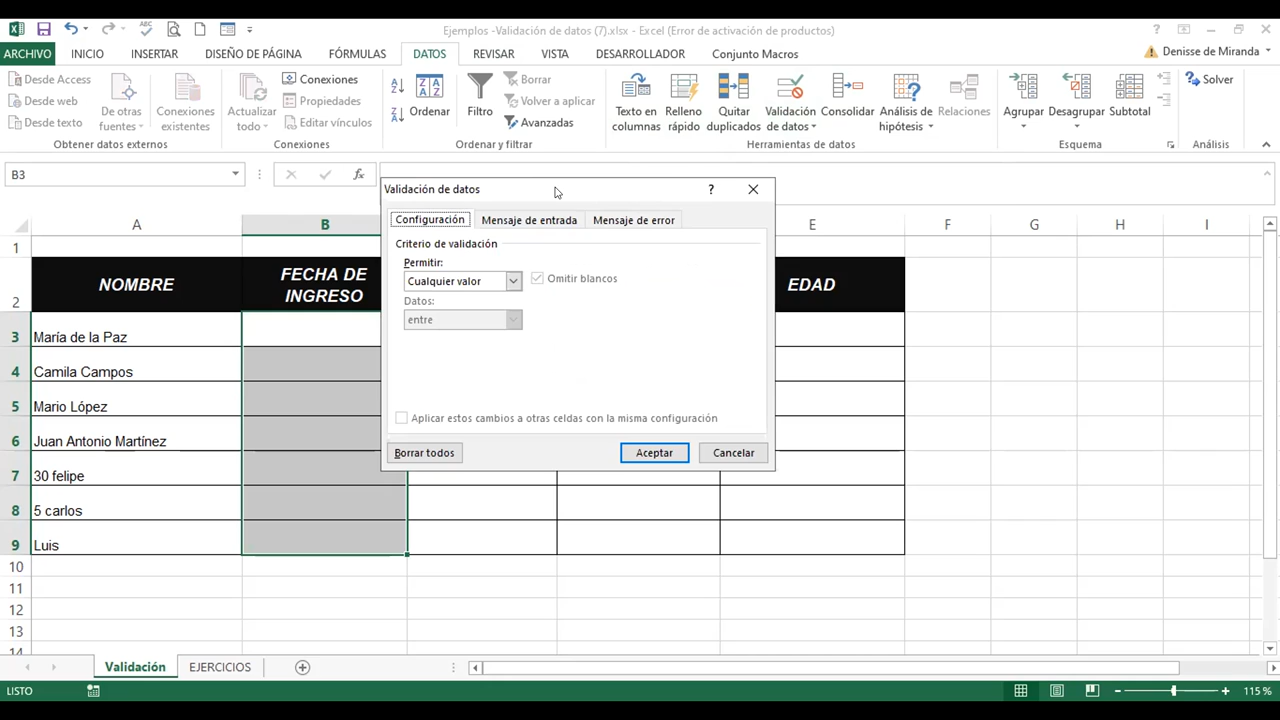 Ejemplos -Validación de datos (7).xlsx - Excel (Error de activación de productos)
ARCHIVO INICIO INSERTAR DISEÑO DE PÁGINA FÓRMULAS DATOS REVISAR VISTA DESARROLLADOR Conjunto Macros Denisse de Miranda
Desde Access
Desde web
Desde texto
De otras fuentes
Conexiones existentes
Obtener datos externos
Actualizar todo
Conexiones
Propiedades
Editar vínculos
Conexiones
Ordenar
Filtro
Borrar
Volver a aplicar
Avanzadas
Ordenar y filtrar
Texto en columnas
Relleno rápido
Quitar duplicados
Validación de datos
Consolidar
Análisis de hipótesis
Relaciones
Herramientas de datos
Agrupar
Desagrupar
Subtotal
Esquema
Solver
Análisis
B3
fx
Validación de datos ?
Configuración Mensaje de entrada Mensaje de error
Criterio de validación
Permitir:
Cualquier valor Omitir blancos
Datos:
entre
Aplicar estos cambios a otras celdas con la misma configuración
Borrar todos Aceptar Cancelar
A B E F G H I
1
2 NOMBRE FECHA DE INGRESO EDAD
3 María de la Paz
4 Camila Campos
5 Mario López
6 Juan Antonio Martínez
7 30 felipe
8 5 carlos
9 Luis
10
11
12
13
14
Validación EJERCICIOS
LISTO 115 %